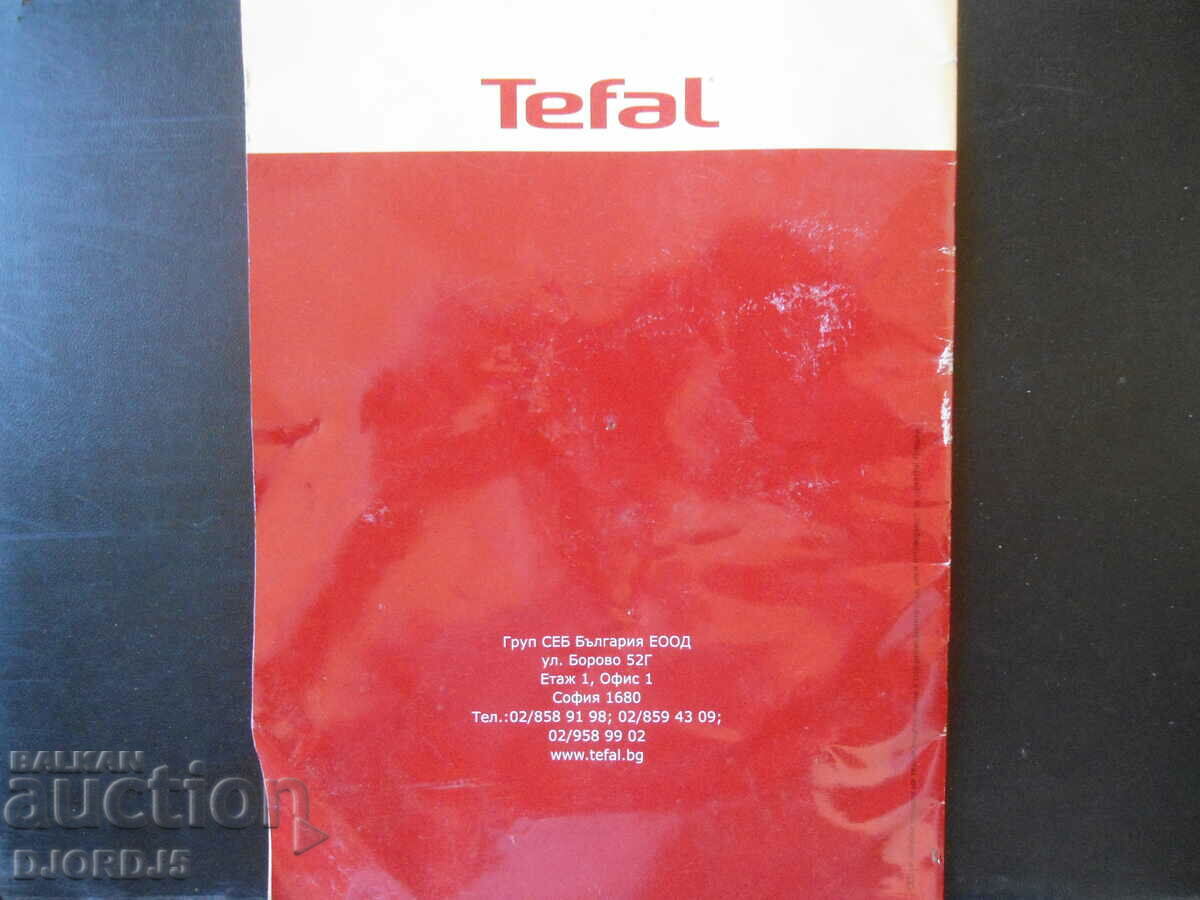 Tefal
Груп СЕБ България ЕООД
ул. Борово 52Г
Етаж 1, Офис 1
София 1680
Тел.:02/858 91 98; 02/859 43 09;
02/958 99 02
www.tefal.bg
BALKAN
auction
DJORDJ5